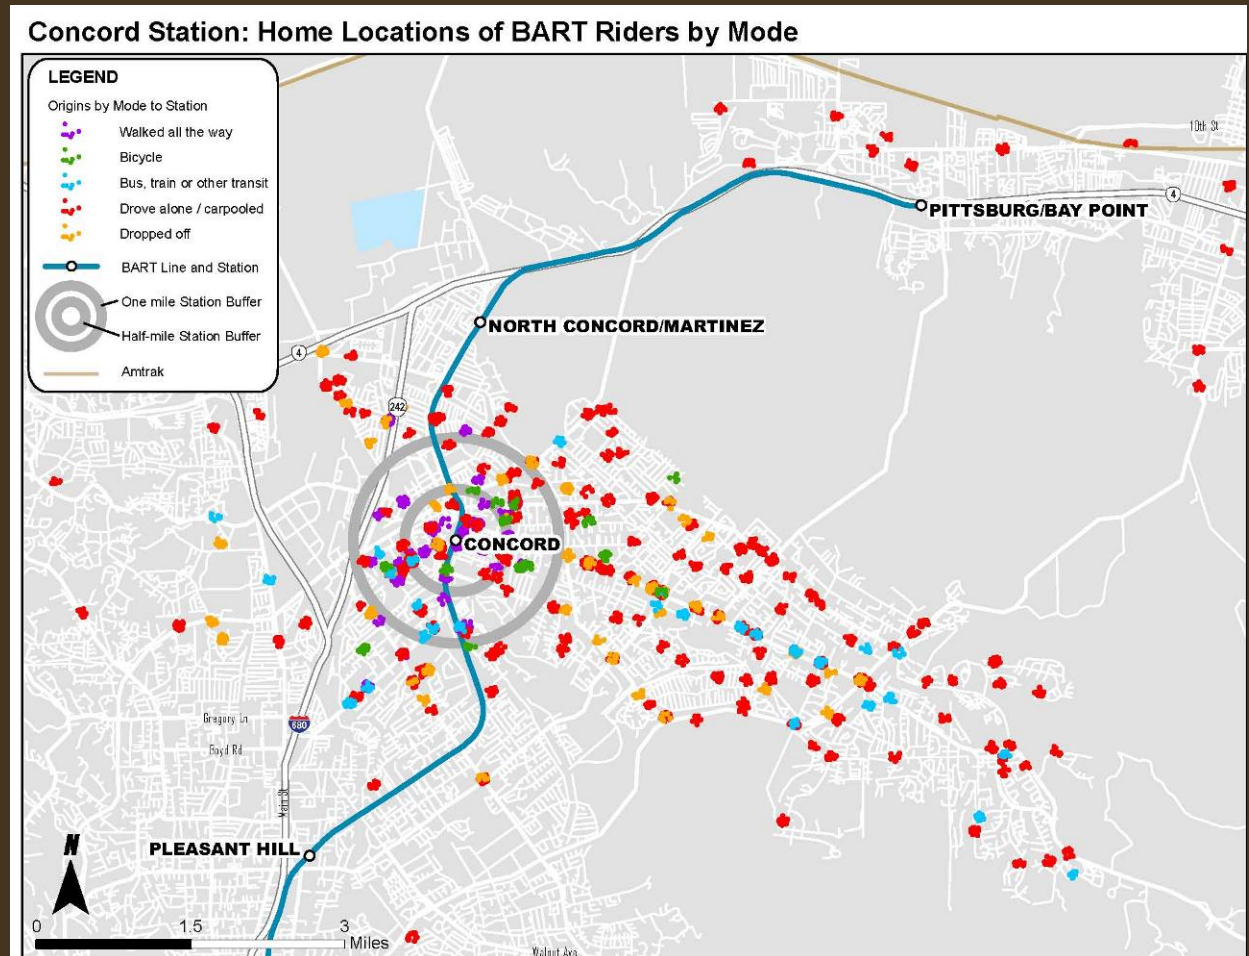 Concord Station: Home Locations of BART Riders by Mode
LEGEND
Origins by Mode to Station
Walked all the way
Bicycle
Bus, train or other transit
Drove alone / carpooled
Dropped off
BART Line and Station
One mile Station Buffer
Half-mile Station Buffer
Amtrak
10th St
4
PITTSBURG/BAY POINT
NORTH CONCORD/MARTINEZ
4
242
CONCORD
Gregory Ln
680
Boyd Rd
Main St
PLEASANT HILL
N
0 1.5 3
Miles
Walnut Ave